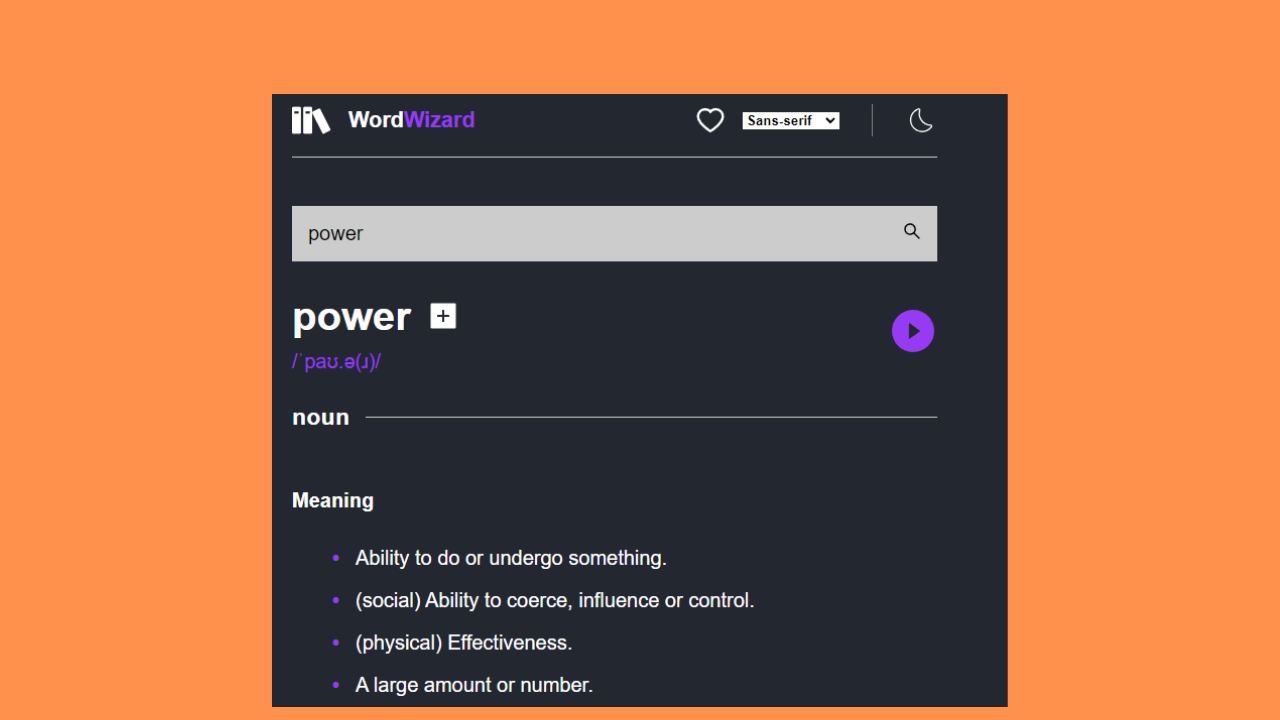 WordWizard
Sans-serif
power
power
/ˈpaʊ.ə(ɹ)/
noun
Meaning
Ability to do or undergo something.
(social) Ability to coerce, influence or control.
(physical) Effectiveness.
A large amount or number.